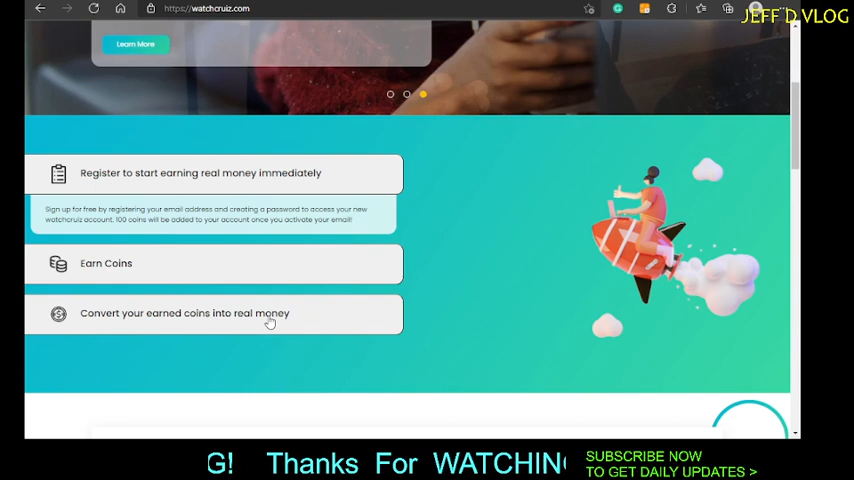 https://watchcruiz.com
JEFF'D VLOG
Learn More
Register to start earning real money immediately
Sign up for free by registering your email address and creating a password to access your new
watchcruiz account. 100 coins will be added to your account once you activate your email!
Earn Coins
Convert your earned coins into real money
G! Thanks For WATCHING
SUBSCRIBE NOW
TO GET DAILY UPDATES >